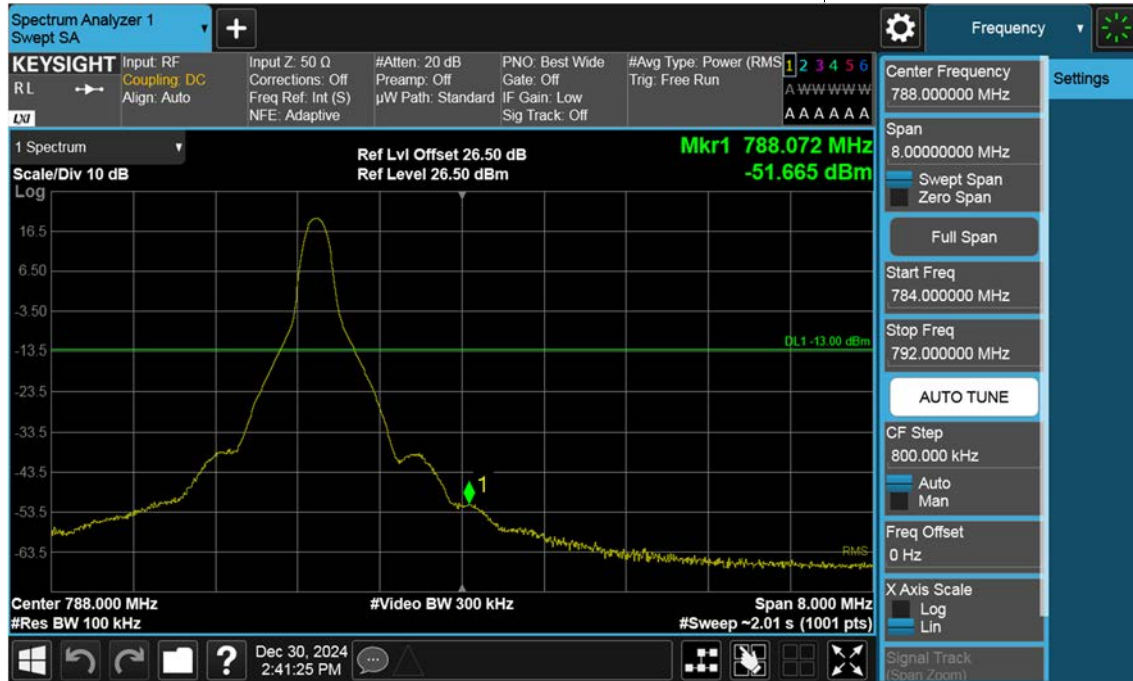 Spectrum Analyzer 1
Swept SA
Frequency
KEYSIGHT
RL
LXI
Input: RF
Coupling: DC
Align: Auto
Input Z: 50 Ω
Corrections: Off
Freq Ref: Int (S)
NFE: Adaptive
#Atten: 20 dB
Preamp: Off
µW Path: Standard
PNO: Best Wide
Gate: Off
IF Gain: Low
Sig Track: Off
#Avg Type: Power (RMS
Trig: Free Run
1 2 3 4 5 6
A W W W W W
A A A A A A
1 Spectrum
Scale/Div 10 dB
Log
Ref Lvl Offset 26.50 dB
Ref Level 26.50 dBm
Mkr1 788.072 MHz
-51.665 dBm
16.5
6.50
-3.50
-13.5
-23.5
-33.5
-43.5
-53.5
-63.5
DL1 -13.00 dBm
1
RMS
Center 788.000 MHz
#Video BW 300 kHz
Span 8.000 MHz
#Res BW 100 kHz
#Sweep ~2.01 s (1001 pts)
Center Frequency
788.000000 MHz
Settings
Span
8.00000000 MHz
Swept Span
Zero Span
Full Span
Start Freq
784.000000 MHz
Stop Freq
792.000000 MHz
AUTO TUNE
CF Step
800.000 kHz
Auto
Man
Freq Offset
0 Hz
X Axis Scale
Log
Lin
Signal Track
(Span Zoom)
?
Dec 30, 2024
2:41:25 PM